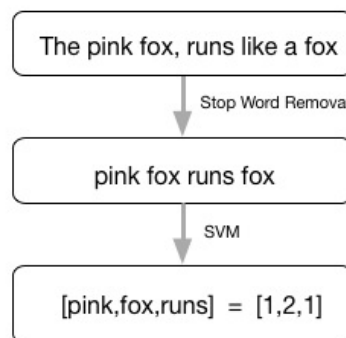 The pink fox, runs like a fox
Stop Word Remova
pink fox runs fox
SVM
[pink,fox,runs] = [1,2,1]